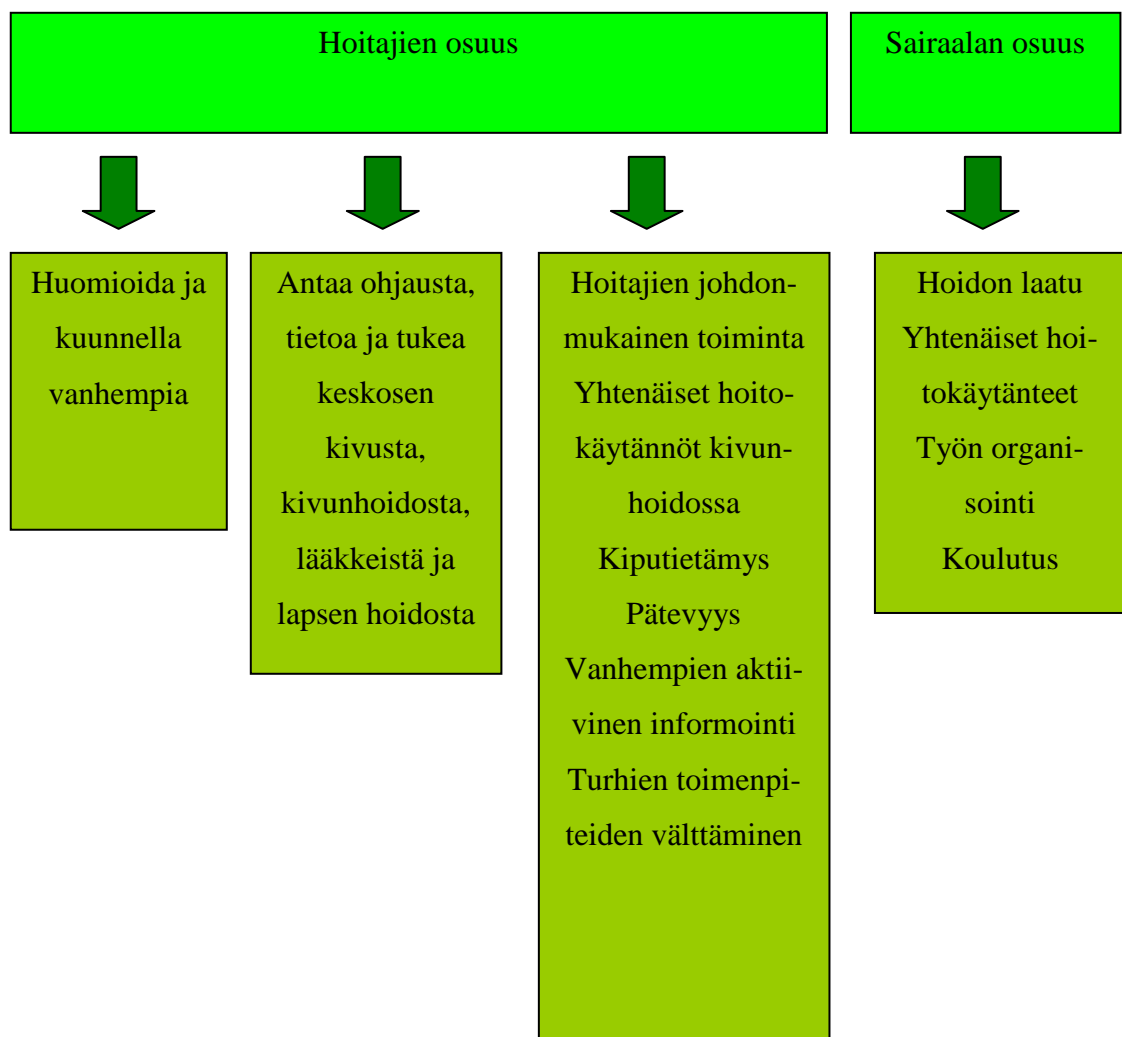 Hoitajien osuus
Sairaalan osuus
Huomioida ja
kuunnella
vanhempia
Antaa ohjausta,
tietoa ja tukea
keskosen
kivusta,
kivunhoidosta,
lääkkeistä ja
lapsen hoidosta
Hoitajien johdon-
mukainen toiminta
Yhtenäiset hoito-
käytännöt kivun-
hoidossa
Kiputietämys
Pätevyys
Vanhempien aktii-
vinen informointi
Turhien toimenpi-
teiden välttäminen
Hoidon laatu
Yhtenäiset hoi-
tokäytänteet
Työn organi-
sointi
Koulutus